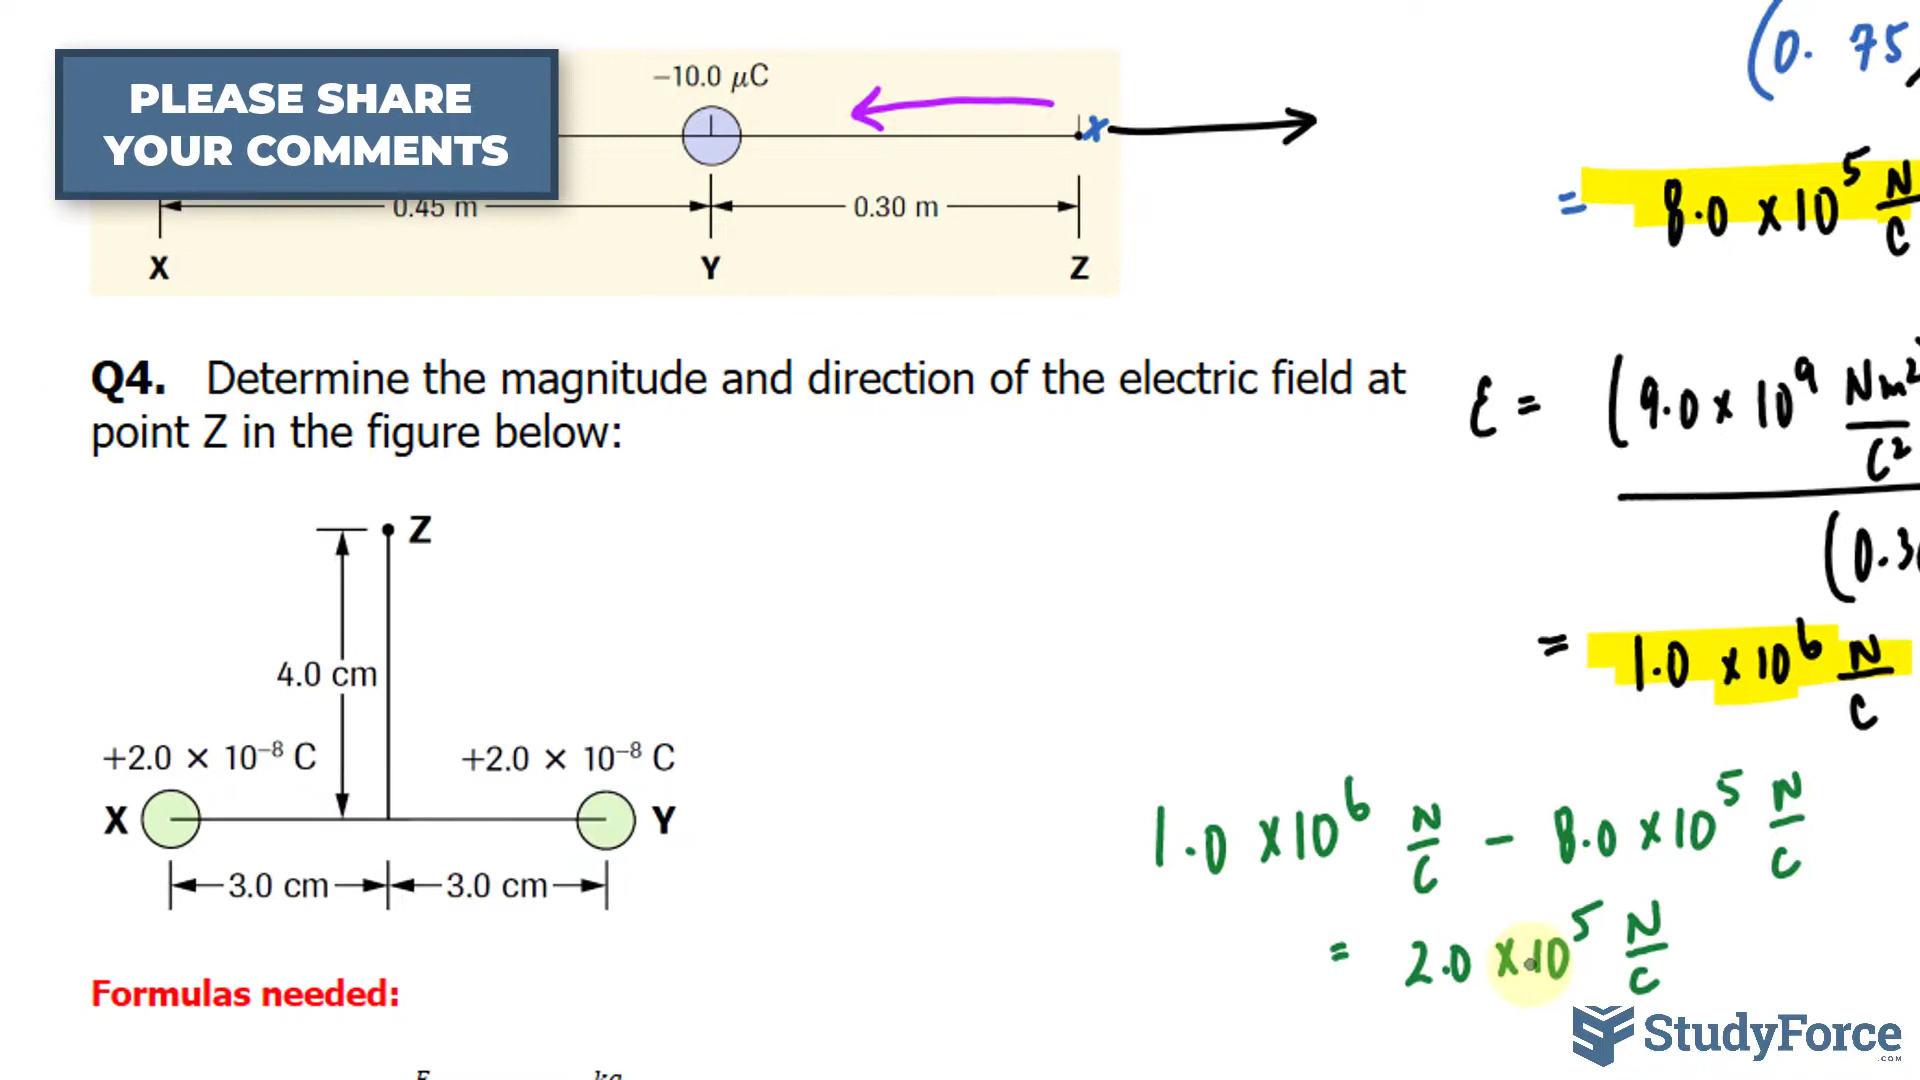 PLEASE SHARE
YOUR COMMENTS
−10.0 μC
x
0.45 m
0.30 m
X
Y
Z
(0.75
= 8.0 × 10⁵ N/C
Q4. Determine the magnitude and direction of the electric field at
point Z in the figure below:
ε = (9.0 × 10⁹ Nm²/C²
(0.30
= 1.0 × 10⁶ N/C
Z
4.0 cm
+2.0 × 10⁻⁸ C
+2.0 × 10⁻⁸ C
X
Y
3.0 cm
3.0 cm
1.0 × 10⁶ N/C − 8.0 × 10⁵ N/C
= 2.0 × 10⁵ N/C
Formulas needed:
StudyForce
.COM